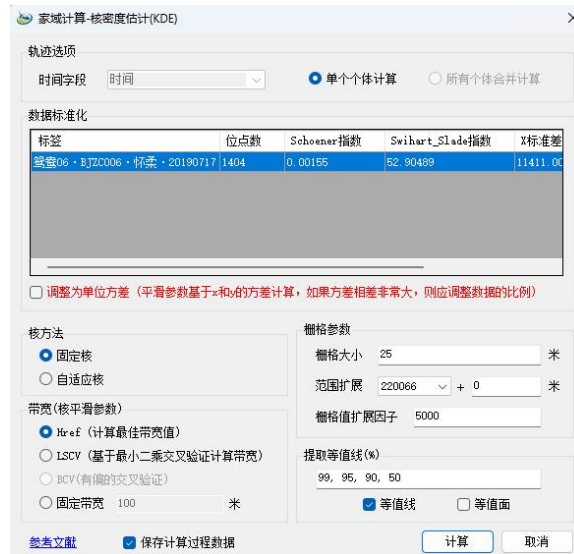 家域计算-核密度估计(KDE)
轨迹选项
时间字段 时间 单个个体计算 所有个体合并计算
数据标准化
标签 位点数 Schoener指数 Swihart_Slade指数 X标准差
鸳鸯06·BJZC006·怀柔·20190717 1404 0.00155 52.90489 11411.00
调整为单位方差（平滑参数基于x和y的方差计算，如果方差相差非常大，则应调整数据的比例）
核方法
固定核
自适应核
带宽(核平滑参数)
Href（计算最佳带宽值）
LSCV（基于最小二乘交叉验证计算带宽）
BCV(有偏的交叉验证)
固定带宽 100 米
栅格参数
栅格大小 25 米
范围扩展 220066 + 0 米
栅格值扩展因子 5000
提取等值线(%)
99, 95, 90, 50
等值线 等值面
参考文献 保存计算过程数据 计算 取消